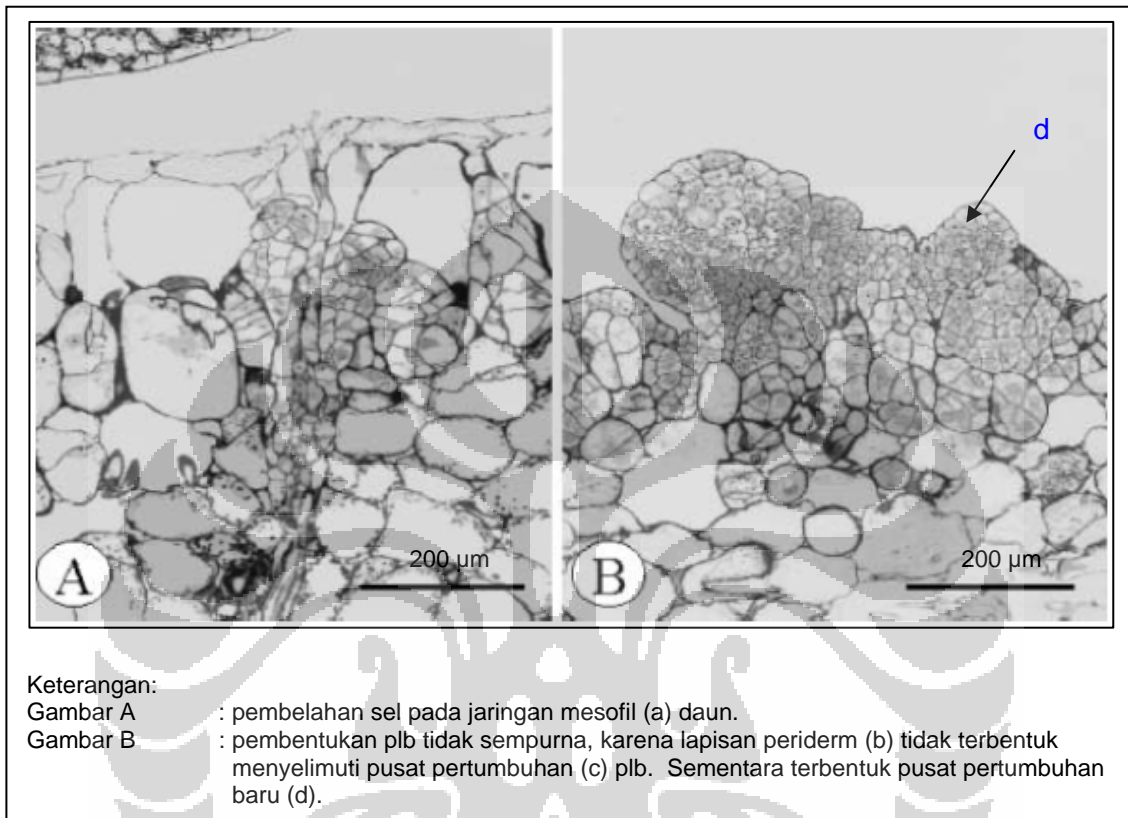 d
A
200 µm
B
200 µm
Keterangan:
Gambar A : pembelahan sel pada jaringan mesofil (a) daun.
Gambar B : pembentukan plb tidak sempurna, karena lapisan periderm (b) tidak terbentuk
menyelimuti pusat pertumbuhan (c) plb. Sementara terbentuk pusat pertumbuhan
baru (d).